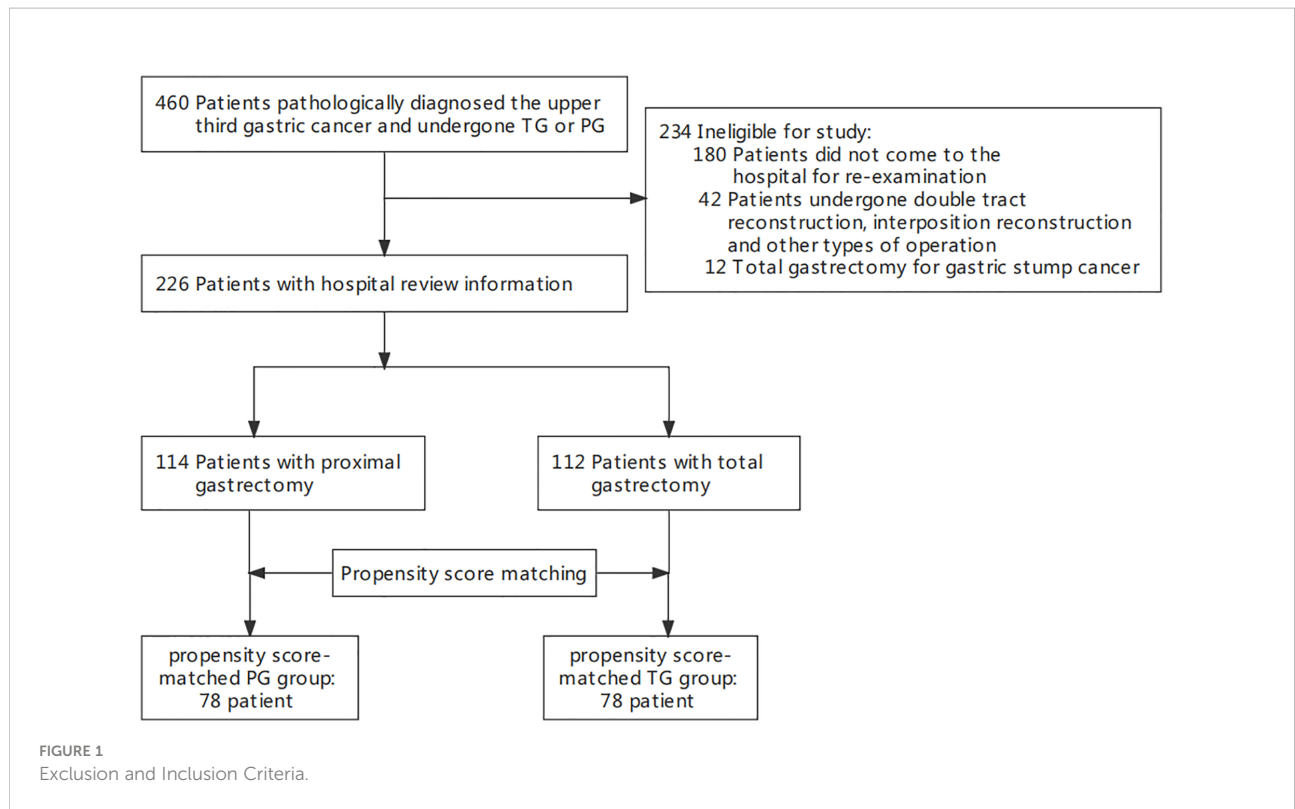 460 Patients pathologically diagnosed the upper
third gastric cancer and undergone TG or PG
234 Ineligible for study:
180 Patients did not come to the
hospital for re-examination
42 Patients undergone double tract
reconstruction, interposition reconstruction
and other types of operation
12 Total gastrectomy for gastric stump cancer
226 Patients with hospital review information
114 Patients with proximal
gastrectomy
112 Patients with total
gastrectomy
Propensity score matching
propensity score-
matched PG group:
78 patient
propensity score-
matched TG group:
78 patient
FIGURE 1
Exclusion and Inclusion Criteria.